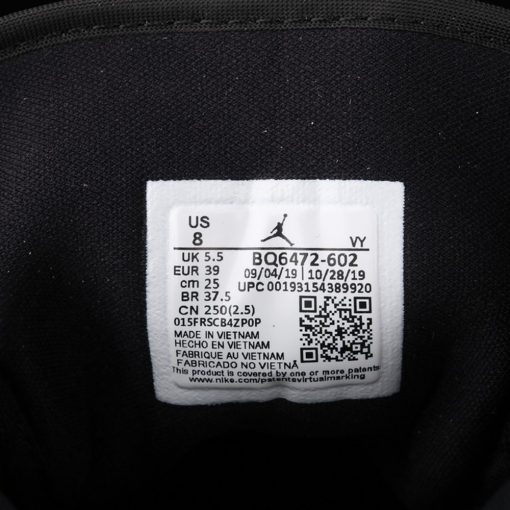 US
8
VY
UK 5.5
EUR 39
cm 25
BR 37.5
CN 250(2.5)
015FRSCB4ZP0P
BQ6472-602
09/04/19 | 10/28/19
UPC 00193154389920
MADE IN VIETNAM
HECHO EN VIETNAM
FABRIQUE AU VIETNAM
FABRICADO NO VIETNÃ
This product is covered by one or more patents
www.nike.com/patentsvirtualmarking